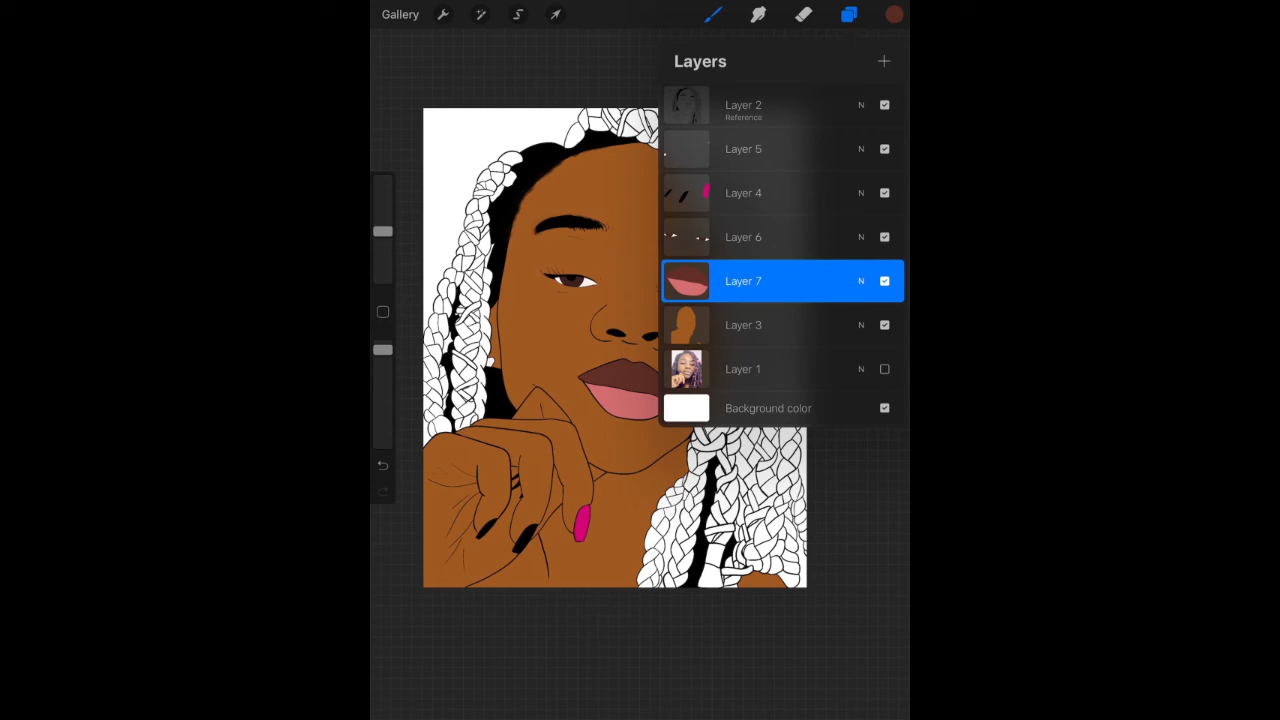 Gallery
Layers
Layer 2 N
Reference
Layer 5 N
Layer 4 N
Layer 6 N
Layer 7 N
Layer 3 N
Layer 1 N
Background color